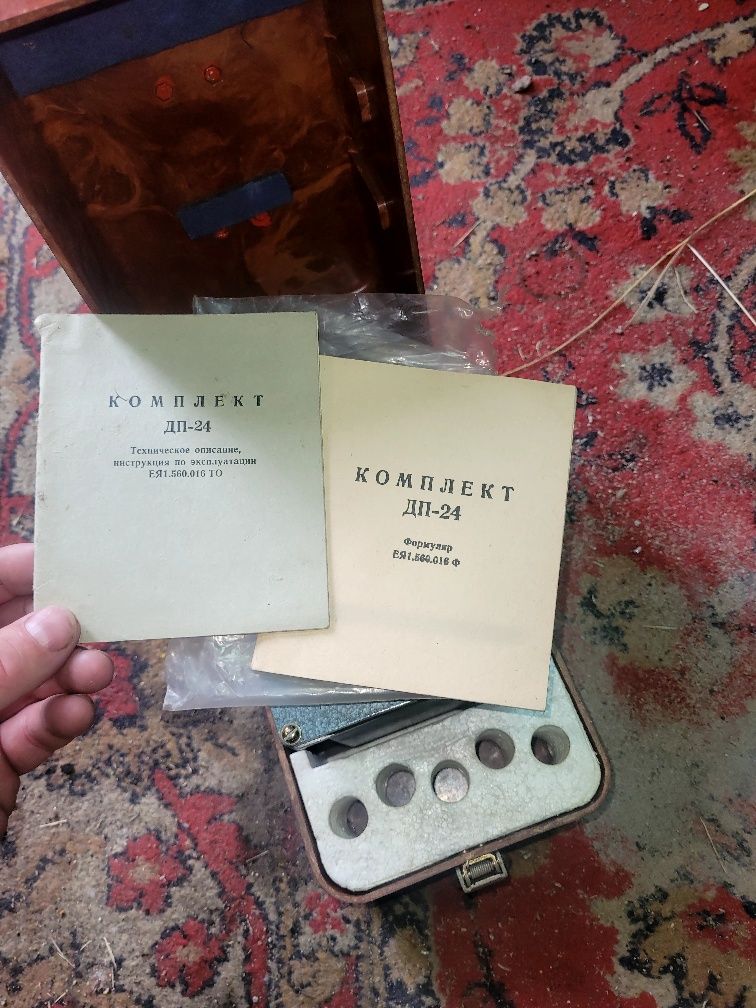 КОМПЛЕКТ
ДП-24
Техническое описание,
инструкция по эксплуатации
ЕЯ1.560.016 ТО
КОМПЛЕКТ
ДП-24
Формуляр
ЕЯ1.560.016 Ф